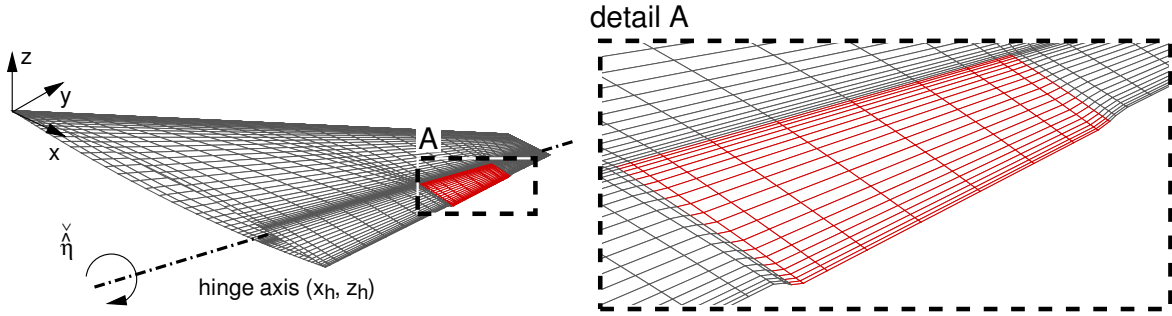 detail A
z
y
x
A
η̂̌
hinge axis (xₕ, zₕ)